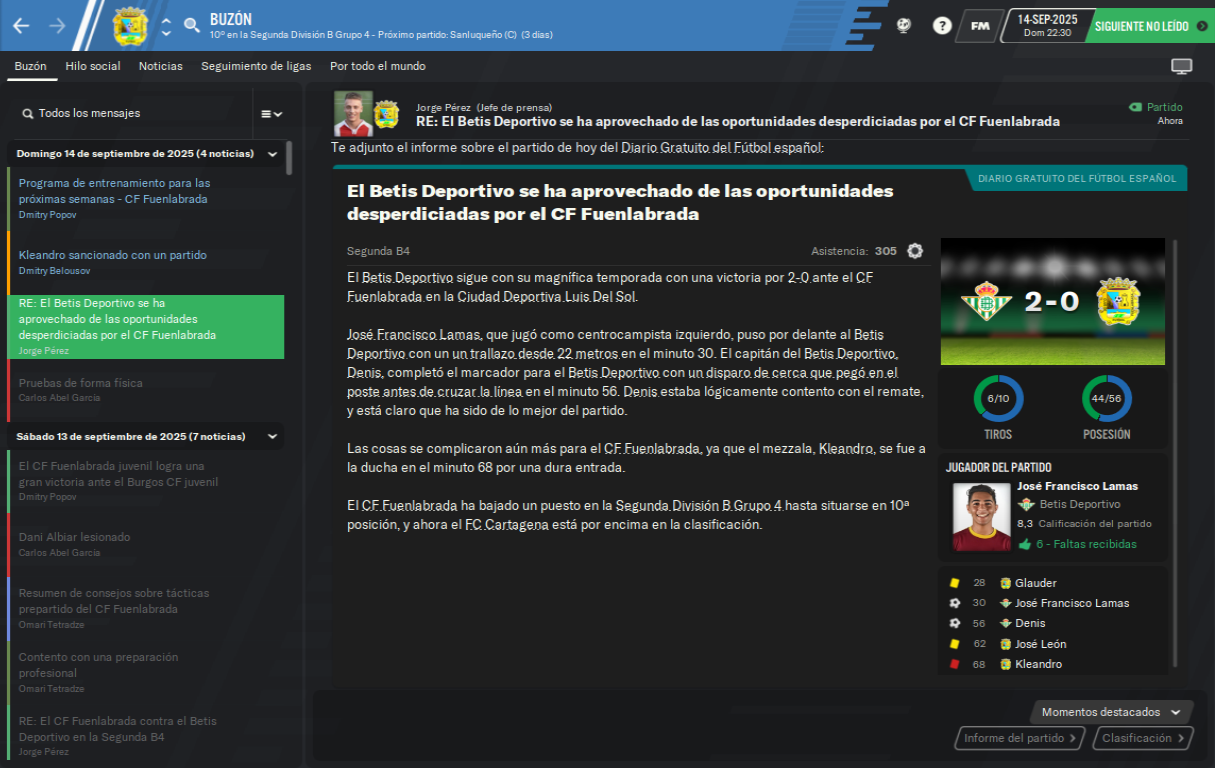 BUZÓN
10º en la Segunda División B Grupo 4 - Próximo partido: Sanluqueño (C) (3 días)
?
FM
14-SEP-2025
Dom 22:30
SIGUIENTE NO LEÍDO
Buzón
Hilo social
Noticias
Seguimiento de ligas
Por todo el mundo
Todos los mensajes
Domingo 14 de septiembre de 2025 (4 noticias)
Programa de entrenamiento para las
próximas semanas - CF Fuenlabrada
Dmitry Popov
Kleandro sancionado con un partido
Dmitry Belousov
RE: El Betis Deportivo se ha
aprovechado de las oportunidades
desperdiciadas por el CF Fuenlabrada
Jorge Pérez
Pruebas de forma física
Carlos Abel García
Sábado 13 de septiembre de 2025 (7 noticias)
El CF Fuenlabrada juvenil logra una
gran victoria ante el Burgos CF juvenil
Dmitry Popov
Dani Albiar lesionado
Carlos Abel García
Resumen de consejos sobre tácticas
prepartido del CF Fuenlabrada
Omari Tetradze
Contento con una preparación
profesional
Omari Tetradze
RE: El CF Fuenlabrada contra el Betis
Deportivo en la Segunda B4
Jorge Pérez
Jorge Pérez (Jefe de prensa)
RE: El Betis Deportivo se ha aprovechado de las oportunidades desperdiciadas por el CF Fuenlabrada
Partido
Ahora
Te adjunto el informe sobre el partido de hoy del Diario Gratuito del Fútbol español:
DIARIO GRATUITO DEL FÚTBOL ESPAÑOL
El Betis Deportivo se ha aprovechado de las oportunidades
desperdiciadas por el CF Fuenlabrada
Segunda B4
Asistencia: 305
El Betis Deportivo sigue con su magnífica temporada con una victoria por 2-0 ante el CF
Fuenlabrada en la Ciudad Deportiva Luis Del Sol.
José Francisco Lamas, que jugó como centrocampista izquierdo, puso por delante al Betis
Deportivo con un un trallazo desde 22 metros en el minuto 30. El capitán del Betis Deportivo,
Denis, completó el marcador para el Betis Deportivo con un disparo de cerca que pegó en el
poste antes de cruzar la línea en el minuto 56. Denis estaba lógicamente contento con el remate,
y está claro que ha sido de lo mejor del partido.
Las cosas se complicaron aún más para el CF Fuenlabrada, ya que el mezzala, Kleandro, se fue a
la ducha en el minuto 68 por una dura entrada.
El CF Fuenlabrada ha bajado un puesto en la Segunda División B Grupo 4 hasta situarse en 10ª
posición, y ahora el FC Cartagena está por encima en la clasificación.
2-0
6/10
TIROS
44/56
POSESIÓN
JUGADOR DEL PARTIDO
José Francisco Lamas
Betis Deportivo
8,3 Calificación del partido
6 - Faltas recibidas
28 Glauder
30 José Francisco Lamas
56 Denis
62 José León
68 Kleandro
Momentos destacados
Informe del partido
Clasificación